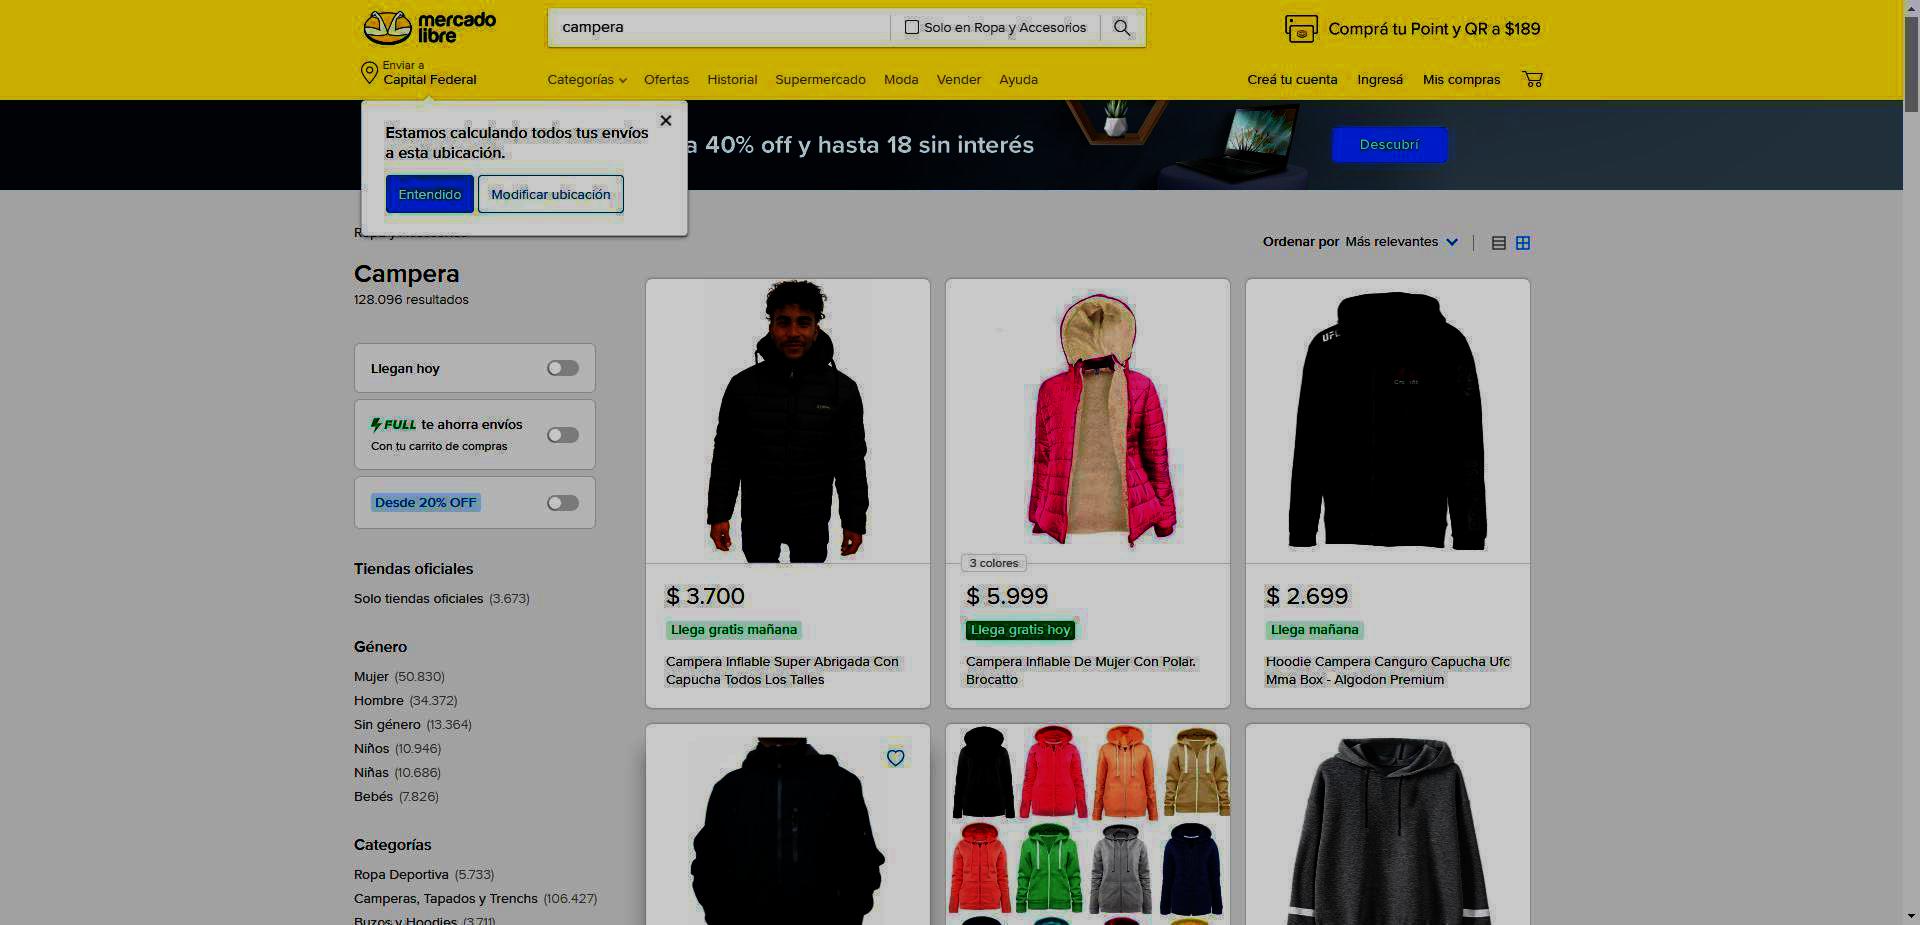 mercado
libre
campera
Solo en Ropa y Accesorios
Comprá tu Point y QR a $189
Enviar a
Capital Federal
Categorías
Ofertas
Historial
Supermercado
Moda
Vender
Ayuda
Creá tu cuenta
Ingresá
Mis compras
Estamos calculando todos tus envíos
a esta ubicación.
Entendido
Modificar ubicación
a 40% off y hasta 18 sin interés
Descubrí
Ordenar por Más relevantes
Campera
128.096 resultados
Llegan hoy
FULL te ahorra envíos
Con tu carrito de compras
Desde 20% OFF
Tiendas oficiales
Solo tiendas oficiales (3.673)
Género
Mujer (50.830)
Hombre (34.372)
Sin género (13.364)
Niños (10.946)
Niñas (10.686)
Bebés (7.826)
Categorías
Ropa Deportiva (5.733)
Camperas, Tapados y Trenchs (106.427)
Buzos y Hoodies (3.711)
$ 3.700
Llega gratis mañana
Campera Inflable Super Abrigada Con
Capucha Todos Los Talles
3 colores
$ 5.999
Llega gratis hoy
Campera Inflable De Mujer Con Polar.
Brocatto
UFC
$ 2.699
Llega mañana
Hoodie Campera Canguro Capucha Ufc
Mma Box - Algodon Premium